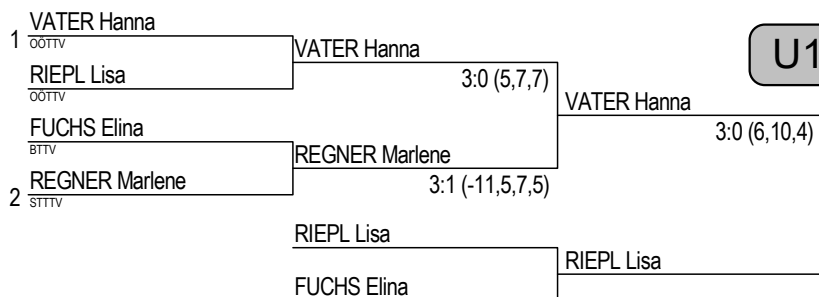 VATER Hanna
1 OÖTTV
VATER Hanna
RIEPL Lisa
OÖTTV
3:0 (5,7,7)
U1
VATER Hanna
FUCHS Elina
BTTV
3:0 (6,10,4)
REGNER Marlene
REGNER Marlene
2 STTTV
3:1 (-11,5,7,5)
RIEPL Lisa
RIEPL Lisa
FUCHS Elina